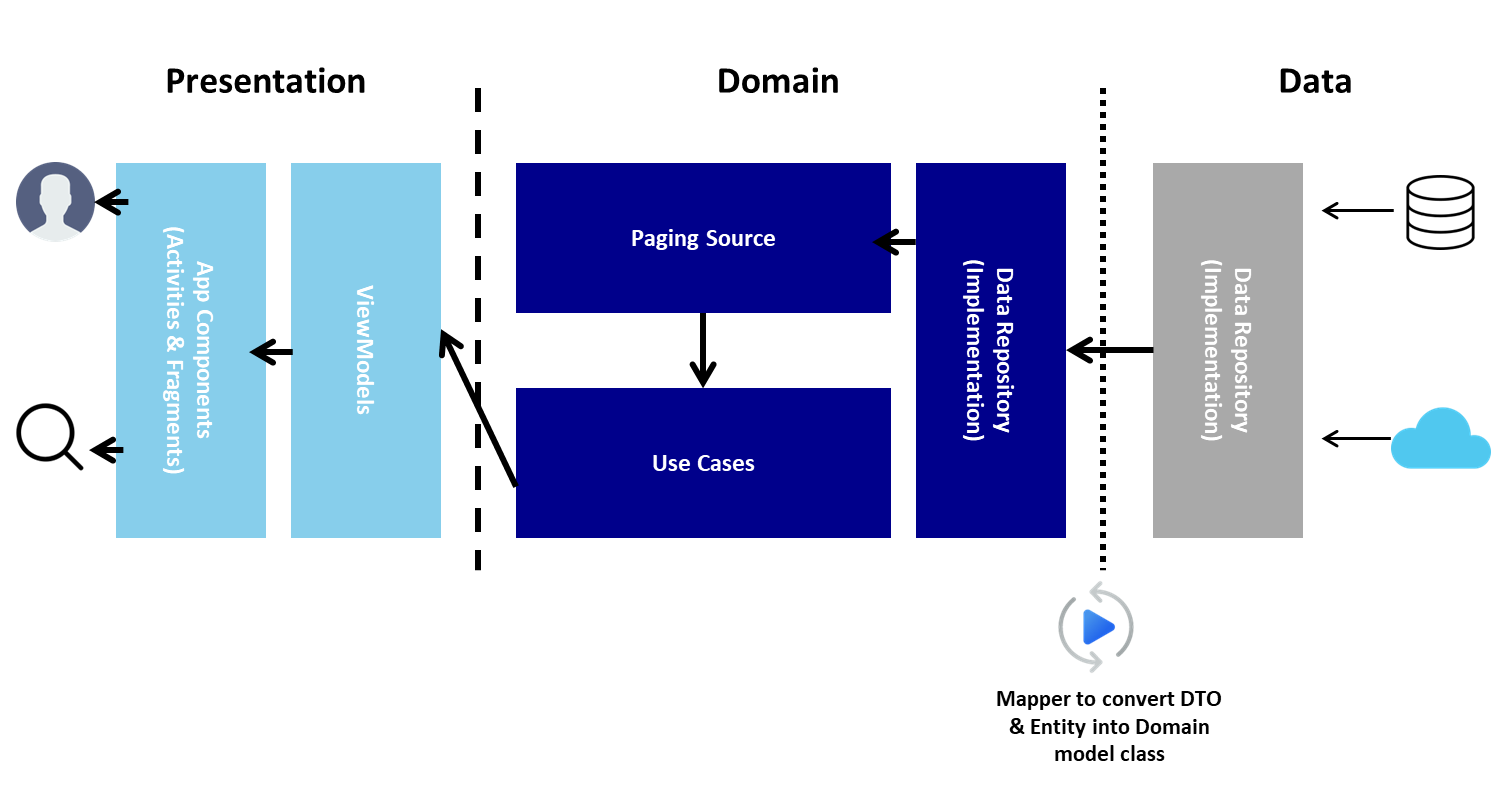 Presentation
Domain
Data
App Components
(Activities & Fragments)
ViewModels
Paging Source
Use Cases
Data Repository
(Implementation)
Data Repository
(Implementation)
Mapper to convert DTO
& Entity into Domain
model class